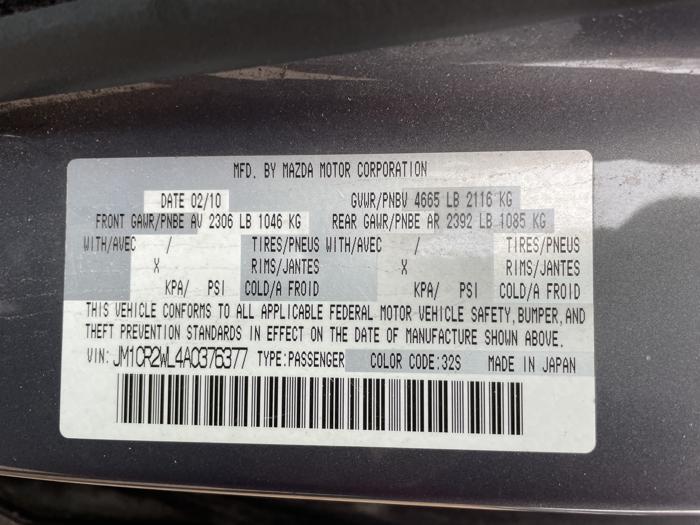 MFD. BY MAZDA MOTOR CORPORATION
DATE 02/10 GVWR/PNBV 4665 LB 2116 KG
FRONT GAWR/PNBE AV 2306 LB 1046 KG REAR GAWR/PNBE AR 2392 LB 1085 KG
WITH/AVEC / TIRES/PNEUS WITH/AVEC / TIRES/PNEUS
X RIMS/JANTES X RIMS/JANTES
KPA/ PSI COLD/A FROID KPA/ PSI COLD/A FROID
THIS VEHICLE CONFORMS TO ALL APPLICABLE FEDERAL MOTOR VEHICLE SAFETY, BUMPER, AND
THEFT PREVENTION STANDARDS IN EFFECT ON THE DATE OF MANUFACTURE SHOWN ABOVE.
VIN: JM1CR2WL4A0376377 TYPE:PASSENGER COLOR CODE:32S MADE IN JAPAN